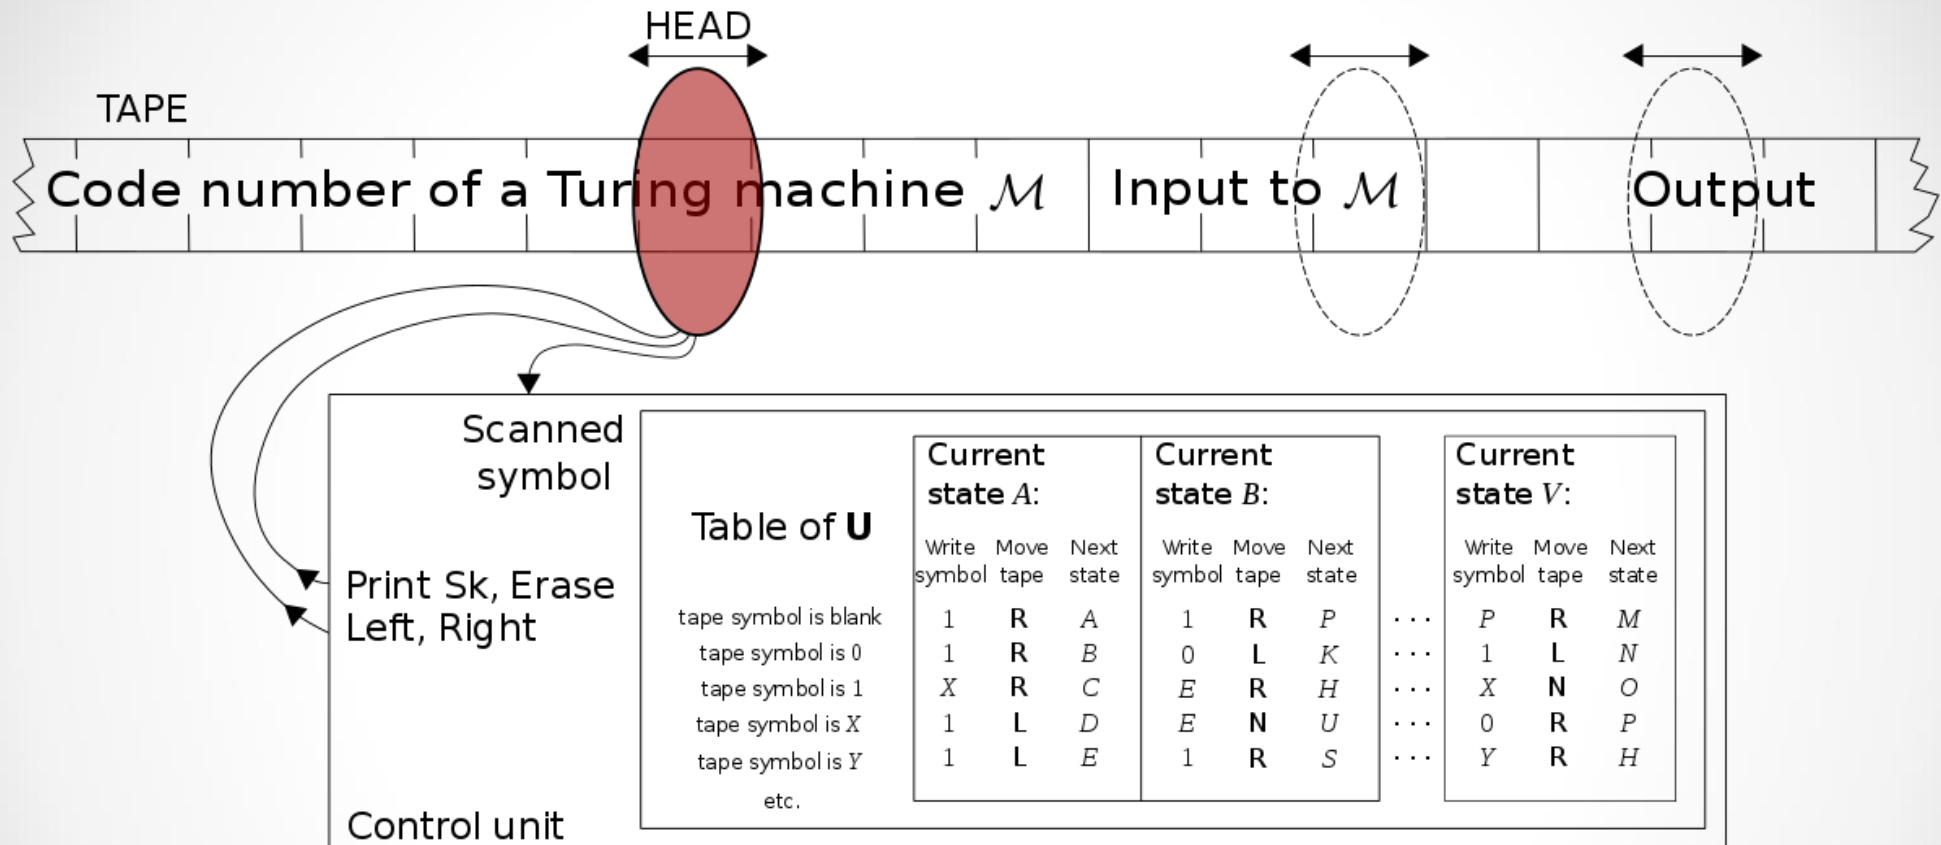 HEAD
TAPE
Code number of a Turing machine ℳ Input to ℳ Output
Scanned
symbol
Print Sk, Erase
Left, Right
Control unit
Table of U
Current
state A:
Current
state B:
Current
state V:
Write Move Next Write Move Next Write Move Next
symbol tape state symbol tape state symbol tape state
tape symbol is blank 1 R A 1 R P ... P R M
tape symbol is 0 1 R B 0 L K ... 1 L N
tape symbol is 1 X R C E R H ... X N O
tape symbol is X 1 L D E N U ... 0 R P
tape symbol is Y 1 L E 1 R S ... Y R H
etc.